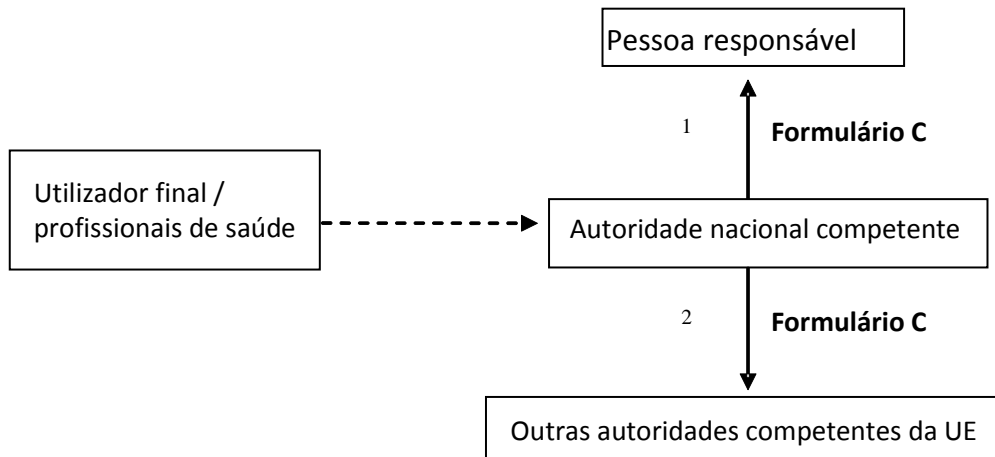 Pessoa responsável
1
Formulário C
Utilizador final /
profissionais de saúde
Autoridade nacional competente
2
Formulário C
Outras autoridades competentes da UE